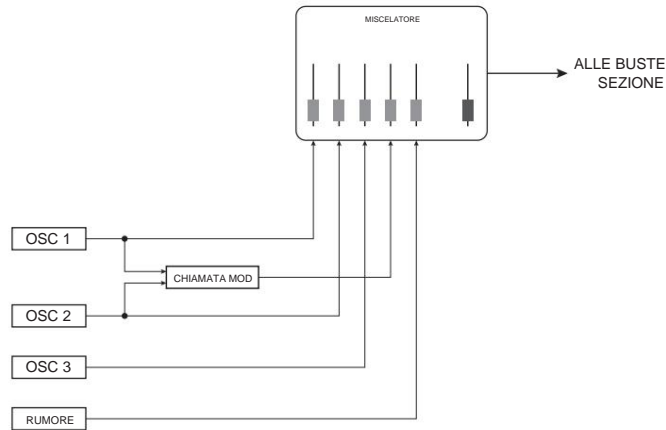 MISCELATORE
ALLE BUSTE
SEZIONE
OSC 1
CHIAMATA MOD
OSC 2
OSC 3
RUMORE